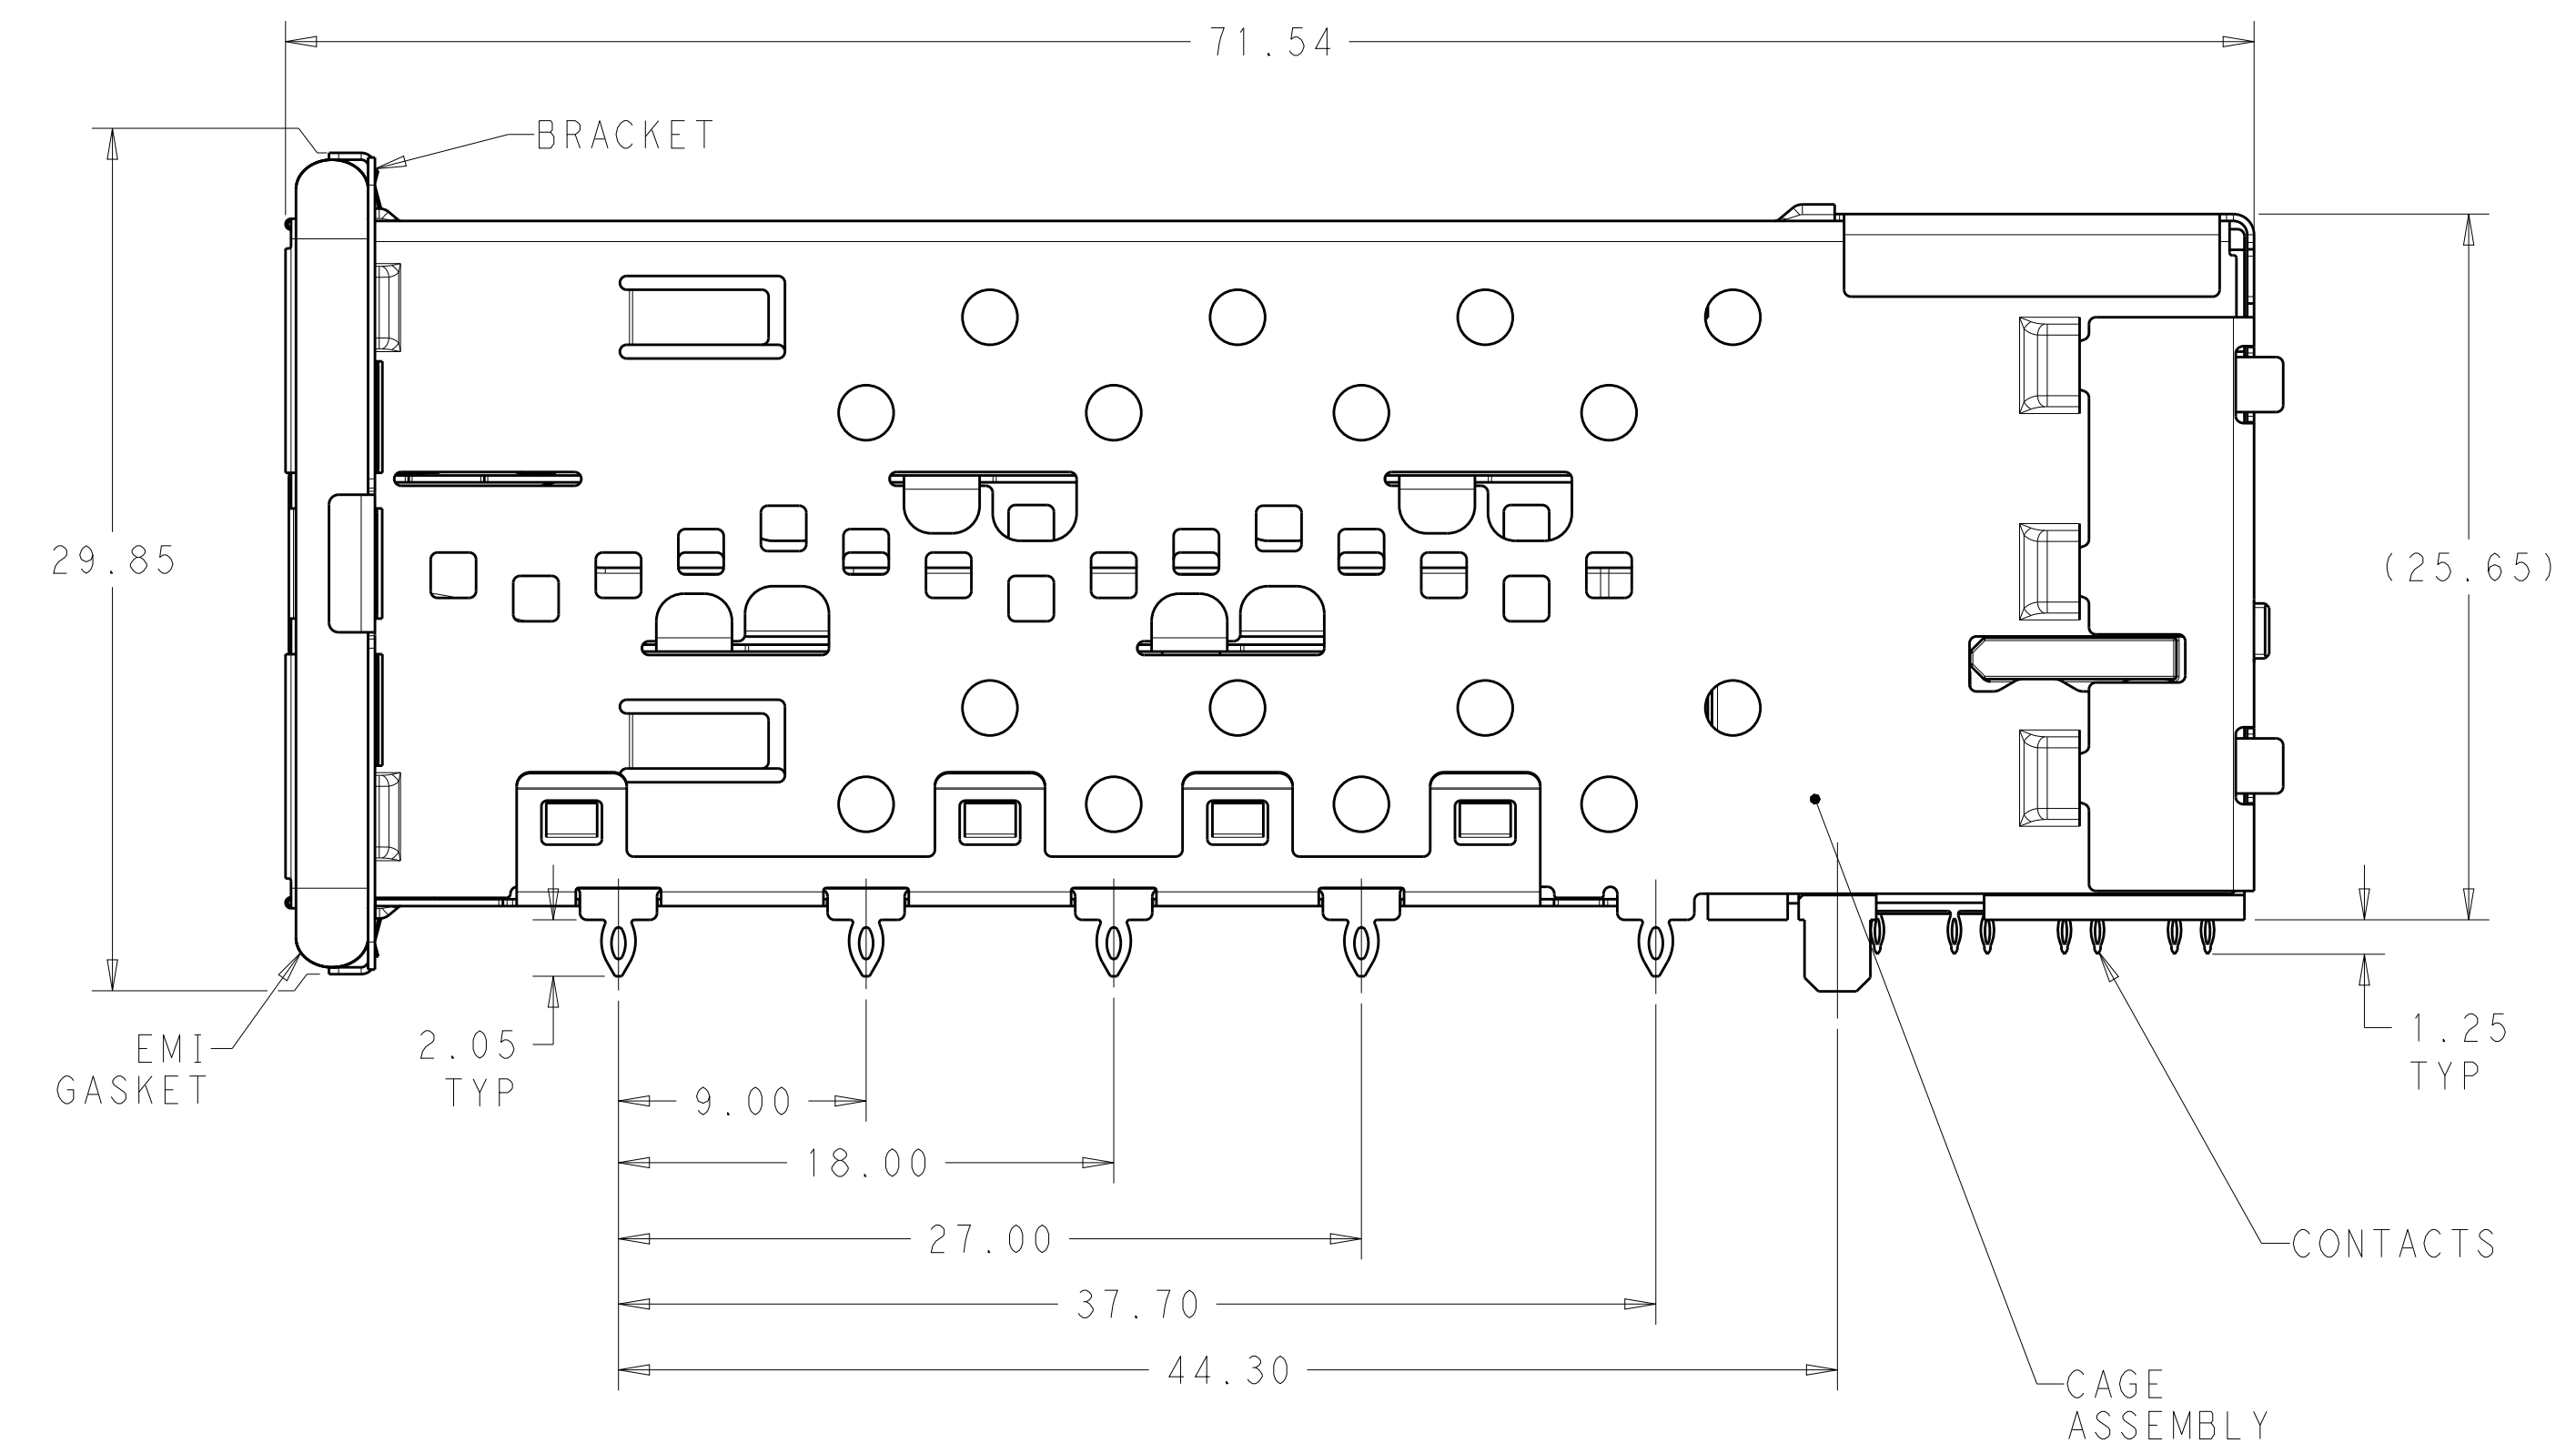 71.54
BRACKET
29.85
(25.65)
EMI
GASKET
2.05
TYP
1.25
TYP
9.00
18.00
27.00
CONTACTS
37.70
44.30
CAGE
ASSEMBLY